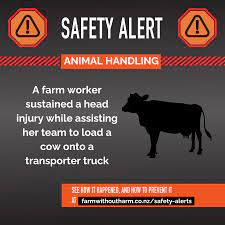 SAFETY ALERT
ANIMAL HANDLING
A farm worker
sustained a head
injury while assisting
her team to load a
cow onto a
transporter truck
SEE HOW IT HAPPENED, AND HOW TO PREVENT IT
AT farmwithoutharm.co.nz/safety-alerts